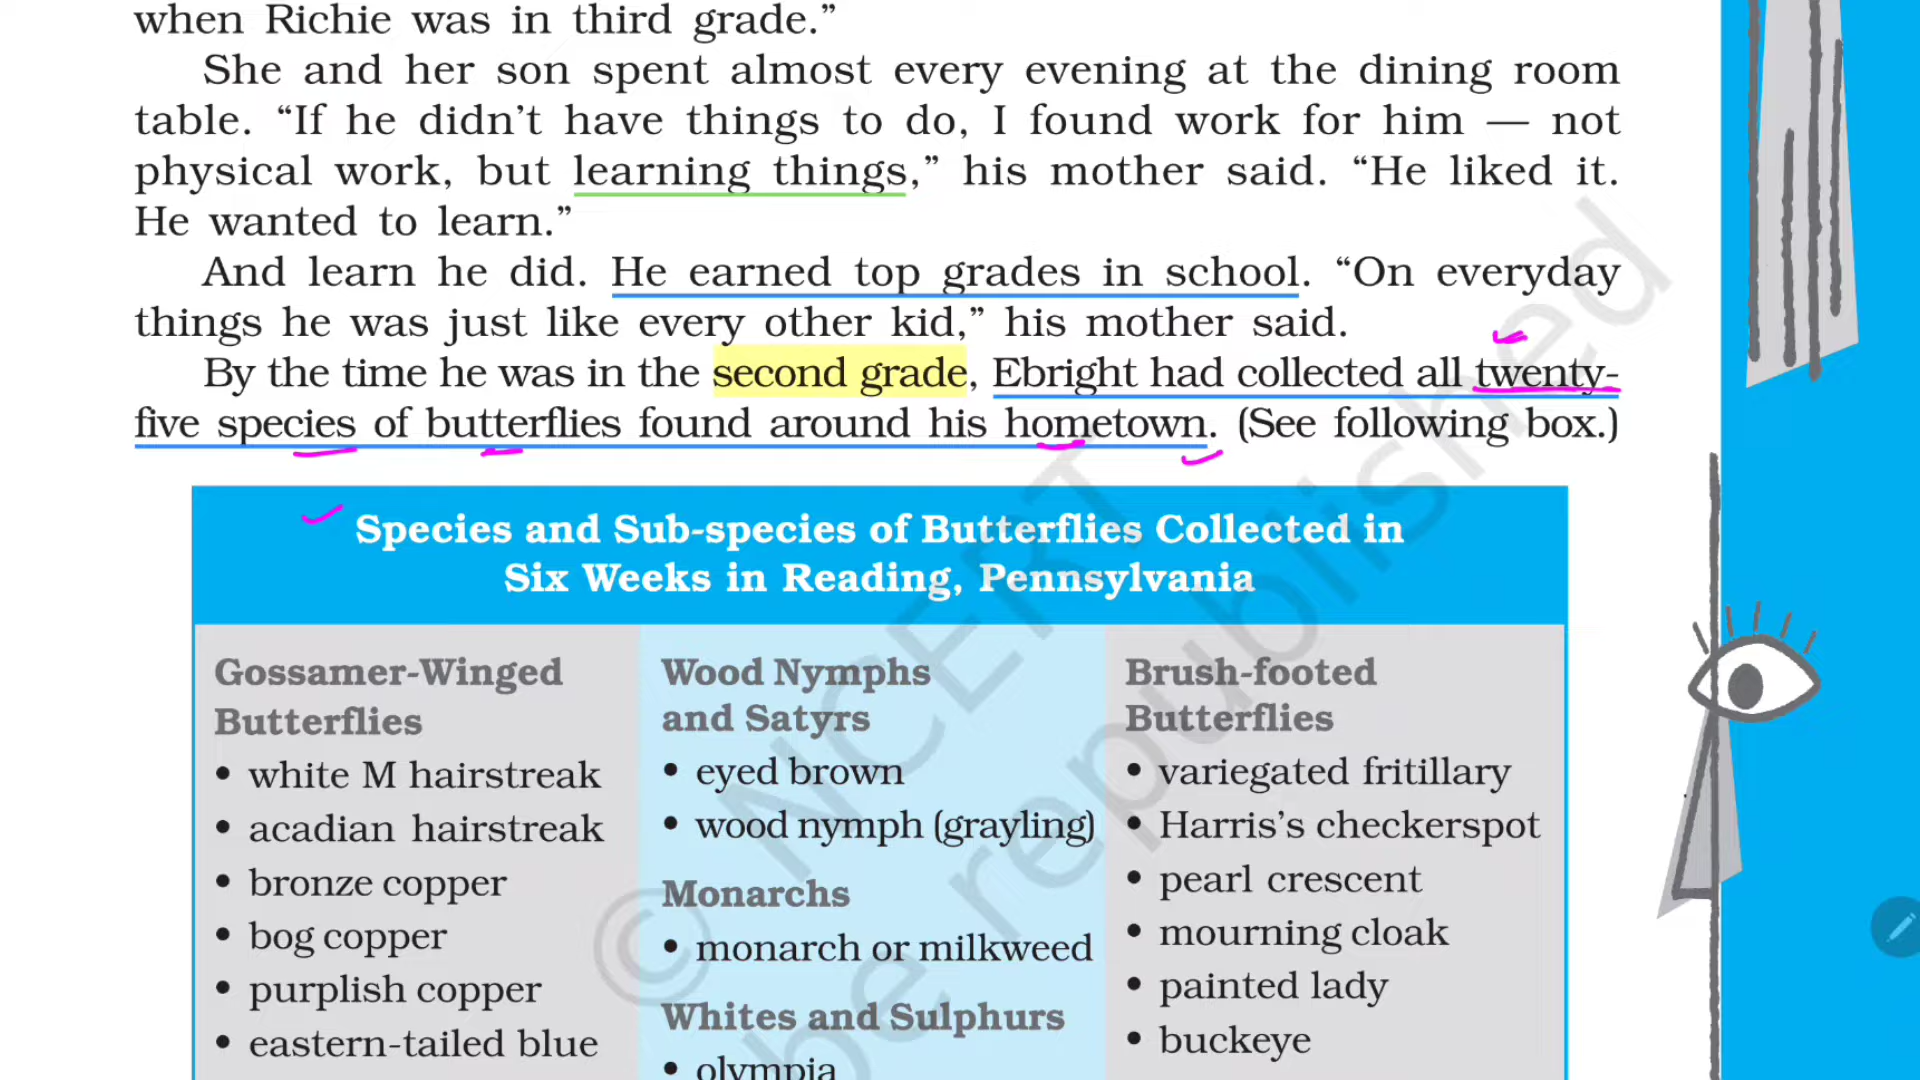 when Richie was in third grade.”
She and her son spent almost every evening at the dining room
table. “If he didn’t have things to do, I found work for him — not
physical work, but learning things,” his mother said. “He liked it.
He wanted to learn.”
And learn he did. He earned top grades in school. “On everyday
things he was just like every other kid,” his mother said.
By the time he was in the second grade, Ebright had collected all twenty-
five species of butterflies found around his hometown. (See following box.)
Species and Sub-species of Butterflies Collected in
Six Weeks in Reading, Pennsylvania
Gossamer-Winged
Butterflies
• white M hairstreak
• acadian hairstreak
• bronze copper
• bog copper
• purplish copper
• eastern-tailed blue
Wood Nymphs
and Satyrs
• eyed brown
• wood nymph (grayling)
Monarchs
• monarch or milkweed
Whites and Sulphurs
• olympia
Brush-footed
Butterflies
• variegated fritillary
• Harris’s checkerspot
• pearl crescent
• mourning cloak
• painted lady
• buckeye
© NCERT
be republished